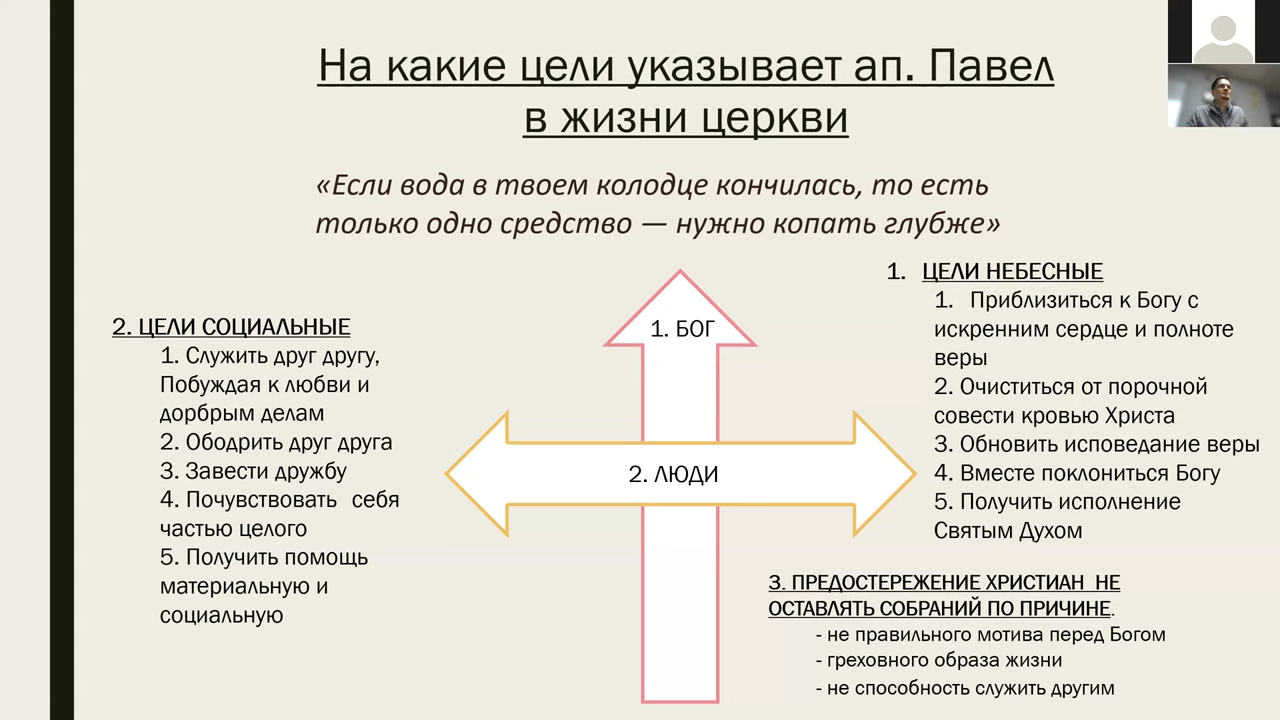 На какие цели указывает ап. Павел
в жизни церкви
«Если вода в твоем колодце кончилась, то есть
только одно средство — нужно копать глубже»
1. ЦЕЛИ НЕБЕСНЫЕ
1. Приблизиться к Богу с
искренним сердце и полноте
веры
2. Очиститься от порочной
совести кровью Христа
3. Обновить исповедание веры
4. Вместе поклониться Богу
5. Получить исполнение
Святым Духом
1. БОГ
2. ЛЮДИ
2. ЦЕЛИ СОЦИАЛЬНЫЕ
1. Служить друг другу,
Побуждая к любви и
дорбрым делам
2. Ободрить друг друга
3. Завести дружбу
4. Почувствовать себя
частью целого
5. Получить помощь
материальную и
социальную
3. ПРЕДОСТЕРЕЖЕНИЕ ХРИСТИАН НЕ
ОСТАВЛЯТЬ СОБРАНИЙ ПО ПРИЧИНЕ.
- не правильного мотива перед Богом
- греховного образа жизни
- не способность служить другим